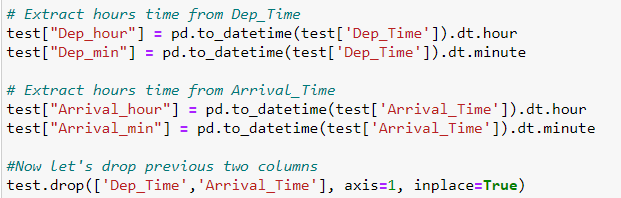 # Extract hours time from Dep_Time
test["Dep_hour"] = pd.to_datetime(test['Dep_Time']).dt.hour
test["Dep_min"] = pd.to_datetime(test['Dep_Time']).dt.minute
# Extract hours time from Arrival_Time
test["Arrival_hour"] = pd.to_datetime(test['Arrival_Time']).dt.hour
test["Arrival_min"] = pd.to_datetime(test['Arrival_Time']).dt.minute
#Now let's drop previous two columns
test.drop(['Dep_Time','Arrival_Time'], axis=1, inplace=True)